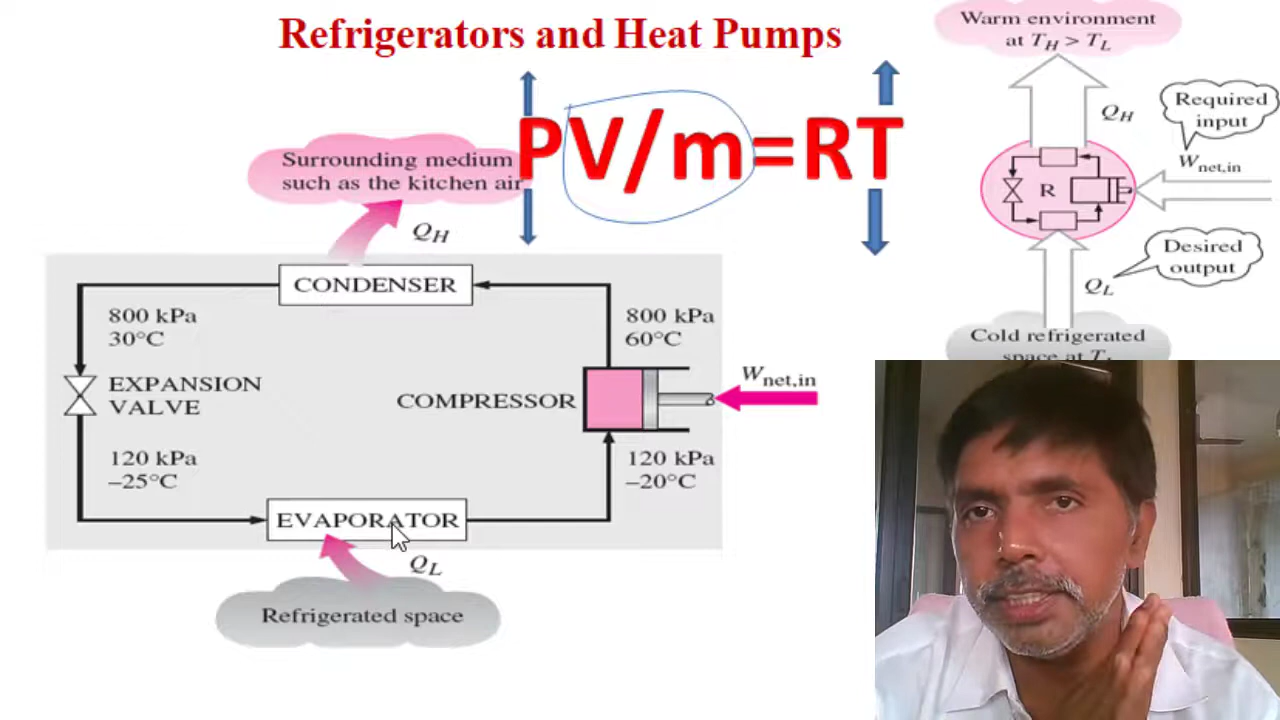 Refrigerators and Heat Pumps
PV/m=RT
Surrounding medium
such as the kitchen air
Q_H
CONDENSER
800 kPa
30°C
800 kPa
60°C
EXPANSION
VALVE
COMPRESSOR
W_net,in
120 kPa
–25°C
120 kPa
–20°C
EVAPORATOR
Q_L
Refrigerated space
Warm environment
at T_H > T_L
Q_H
Required
input
W_net,in
R
Desired
output
Q_L
Cold refrigerated
space at T